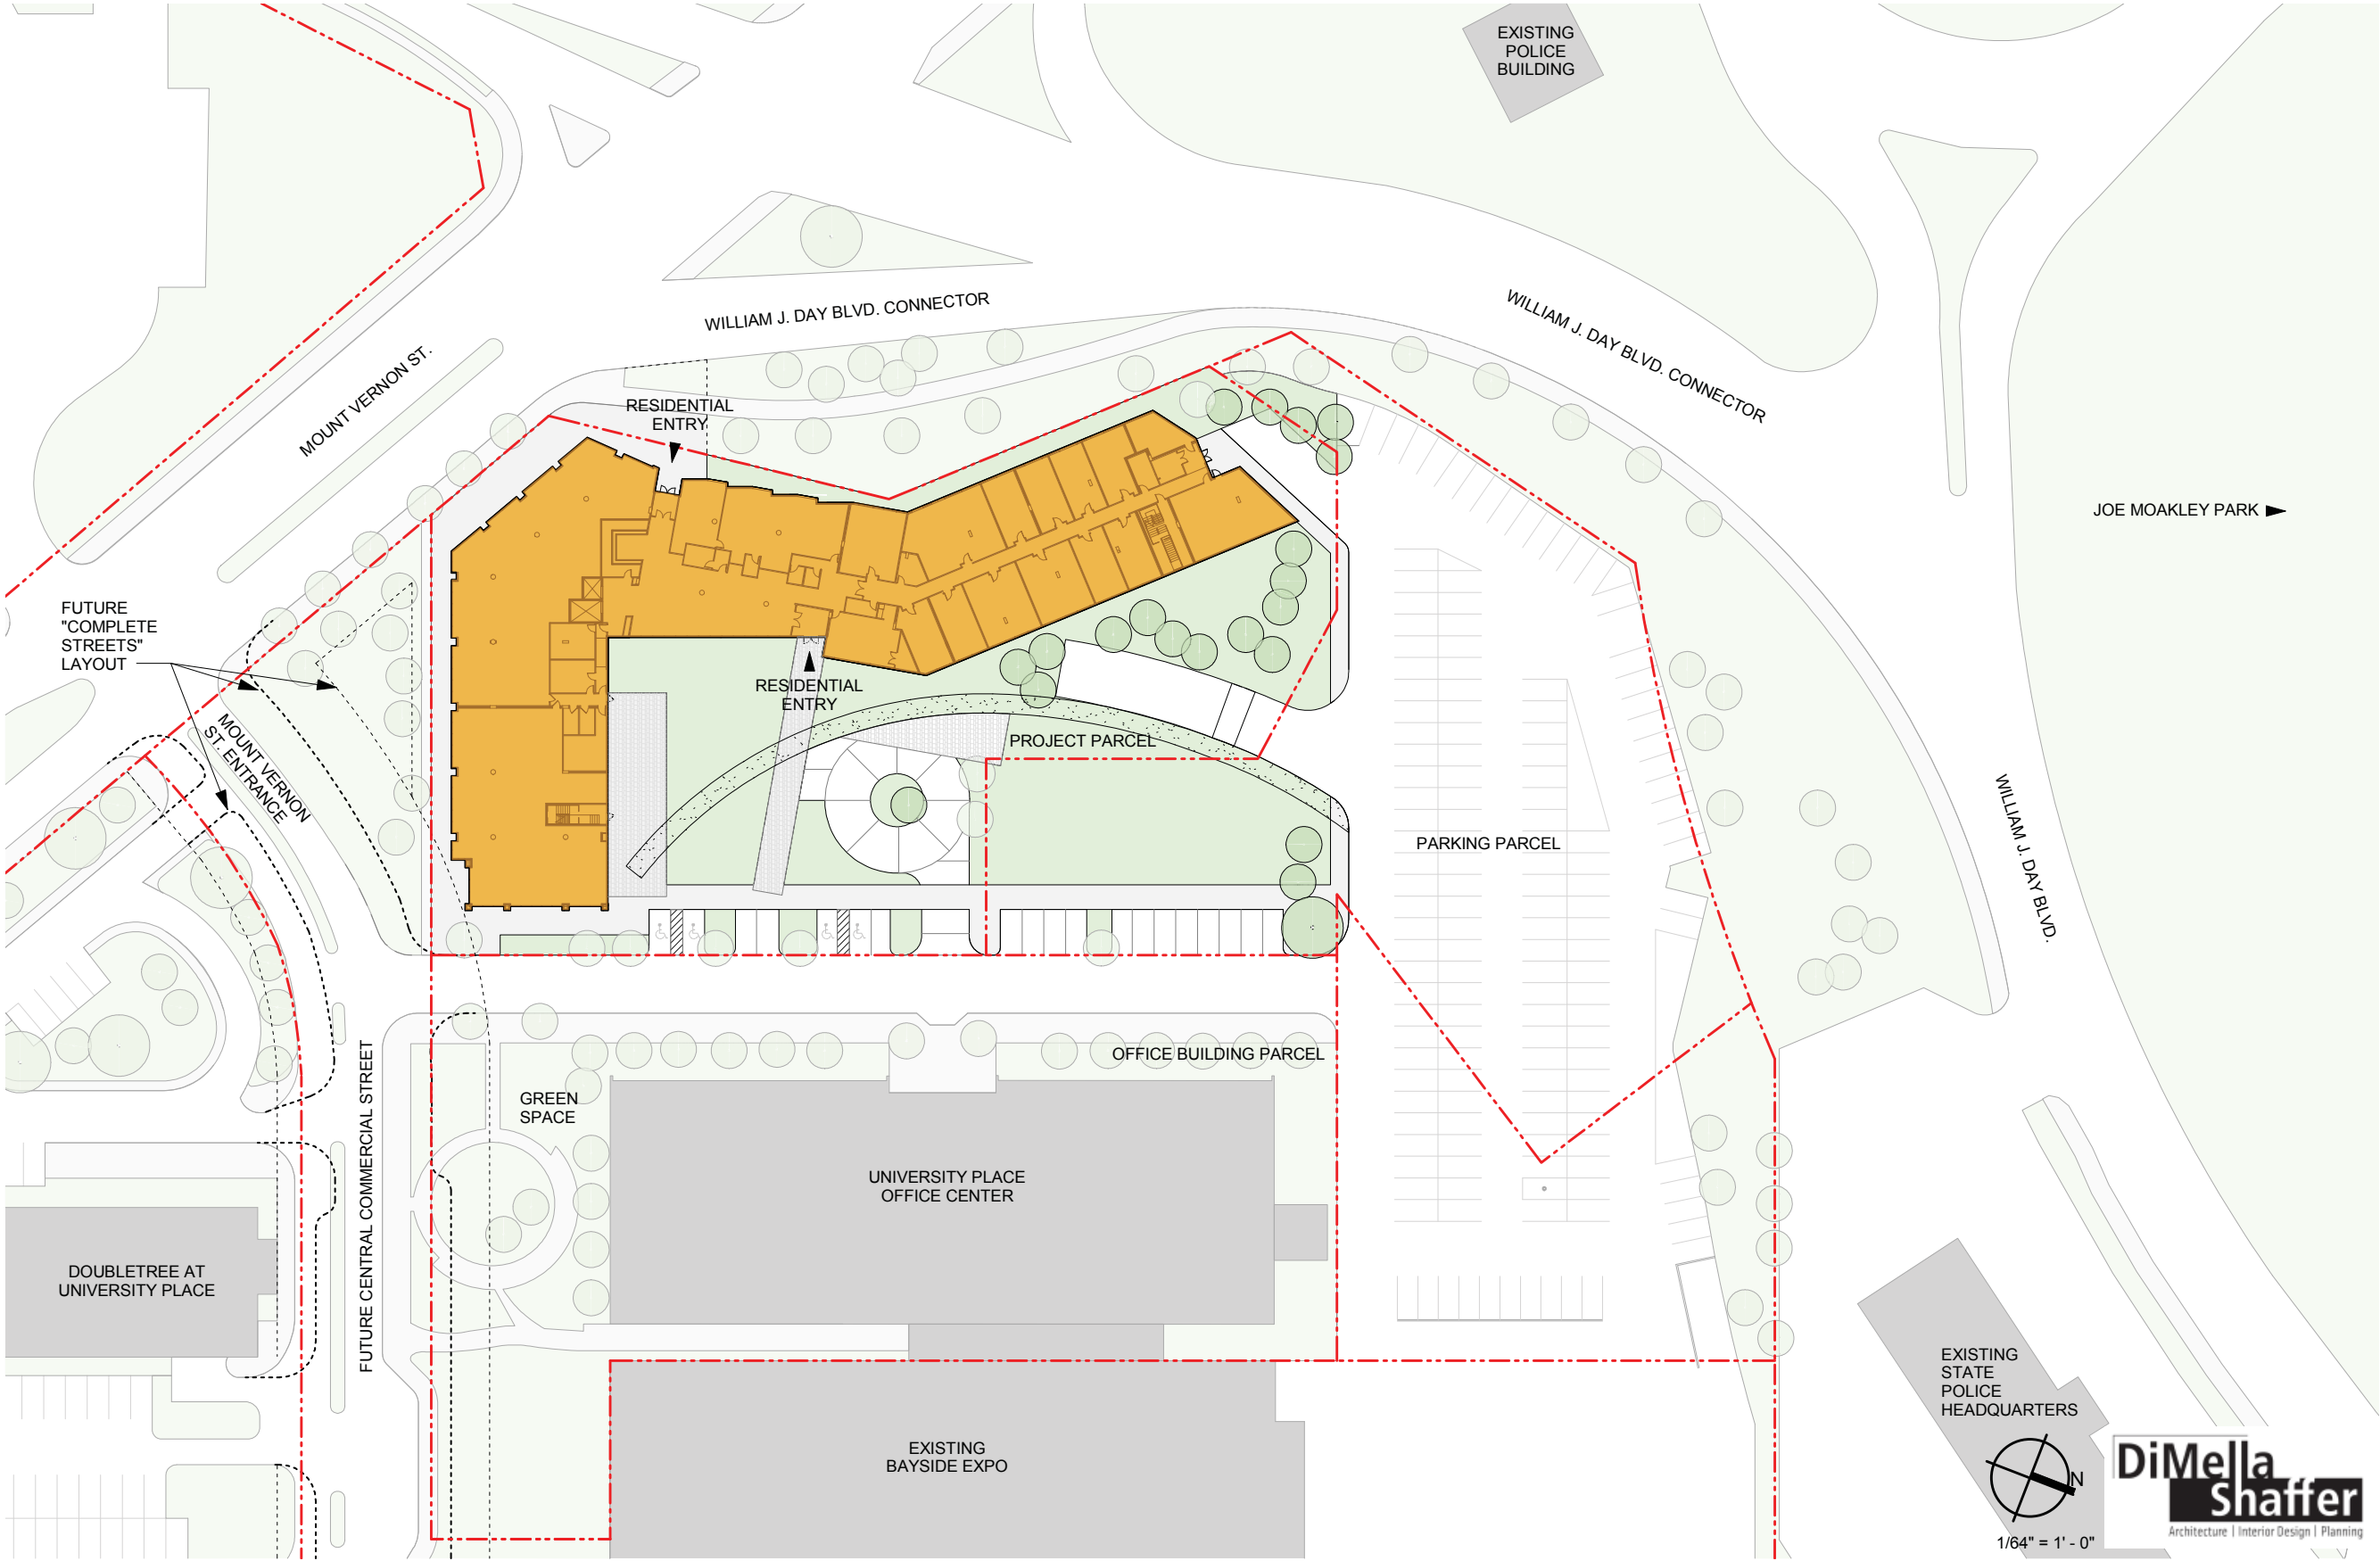 EXISTING
POLICE
BUILDING
WILLIAM J. DAY BLVD. CONNECTOR
WILLIAM J. DAY BLVD. CONNECTOR
MOUNT VERNON ST.
RESIDENTIAL
ENTRY
JOE MOAKLEY PARK
FUTURE
"COMPLETE
STREETS"
LAYOUT
RESIDENTIAL
ENTRY
MOUNT VERNON
ST. ENTRANCE
PROJECT PARCEL
PARKING PARCEL
WILLIAM J. DAY BLVD.
OFFICE BUILDING PARCEL
GREEN
SPACE
FUTURE CENTRAL COMMERCIAL STREET
UNIVERSITY PLACE
OFFICE CENTER
DOUBLETREE AT
UNIVERSITY PLACE
EXISTING
STATE
POLICE
HEADQUARTERS
EXISTING
BAYSIDE EXPO
N
1/64" = 1' - 0"
DiMella
Shaffer
Architecture | Interior Design | Planning